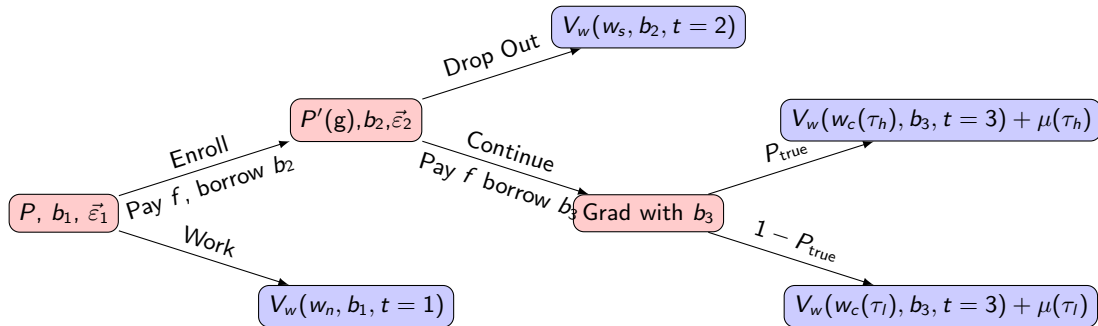 V_w(w_s, b_2, t = 2)
Drop Out
P′(g),b_2,ε⃗_2
V_w(w_c(τ_h), b_3, t = 3) + μ(τ_h)
Enroll
Continue
P_true
Pay f, borrow b_2
Pay f borrow b_3
P, b_1, ε⃗_1
Grad with b_3
Work
1 − P_true
V_w(w_n, b_1, t = 1)
V_w(w_c(τ_l), b_3, t = 3) + μ(τ_l)